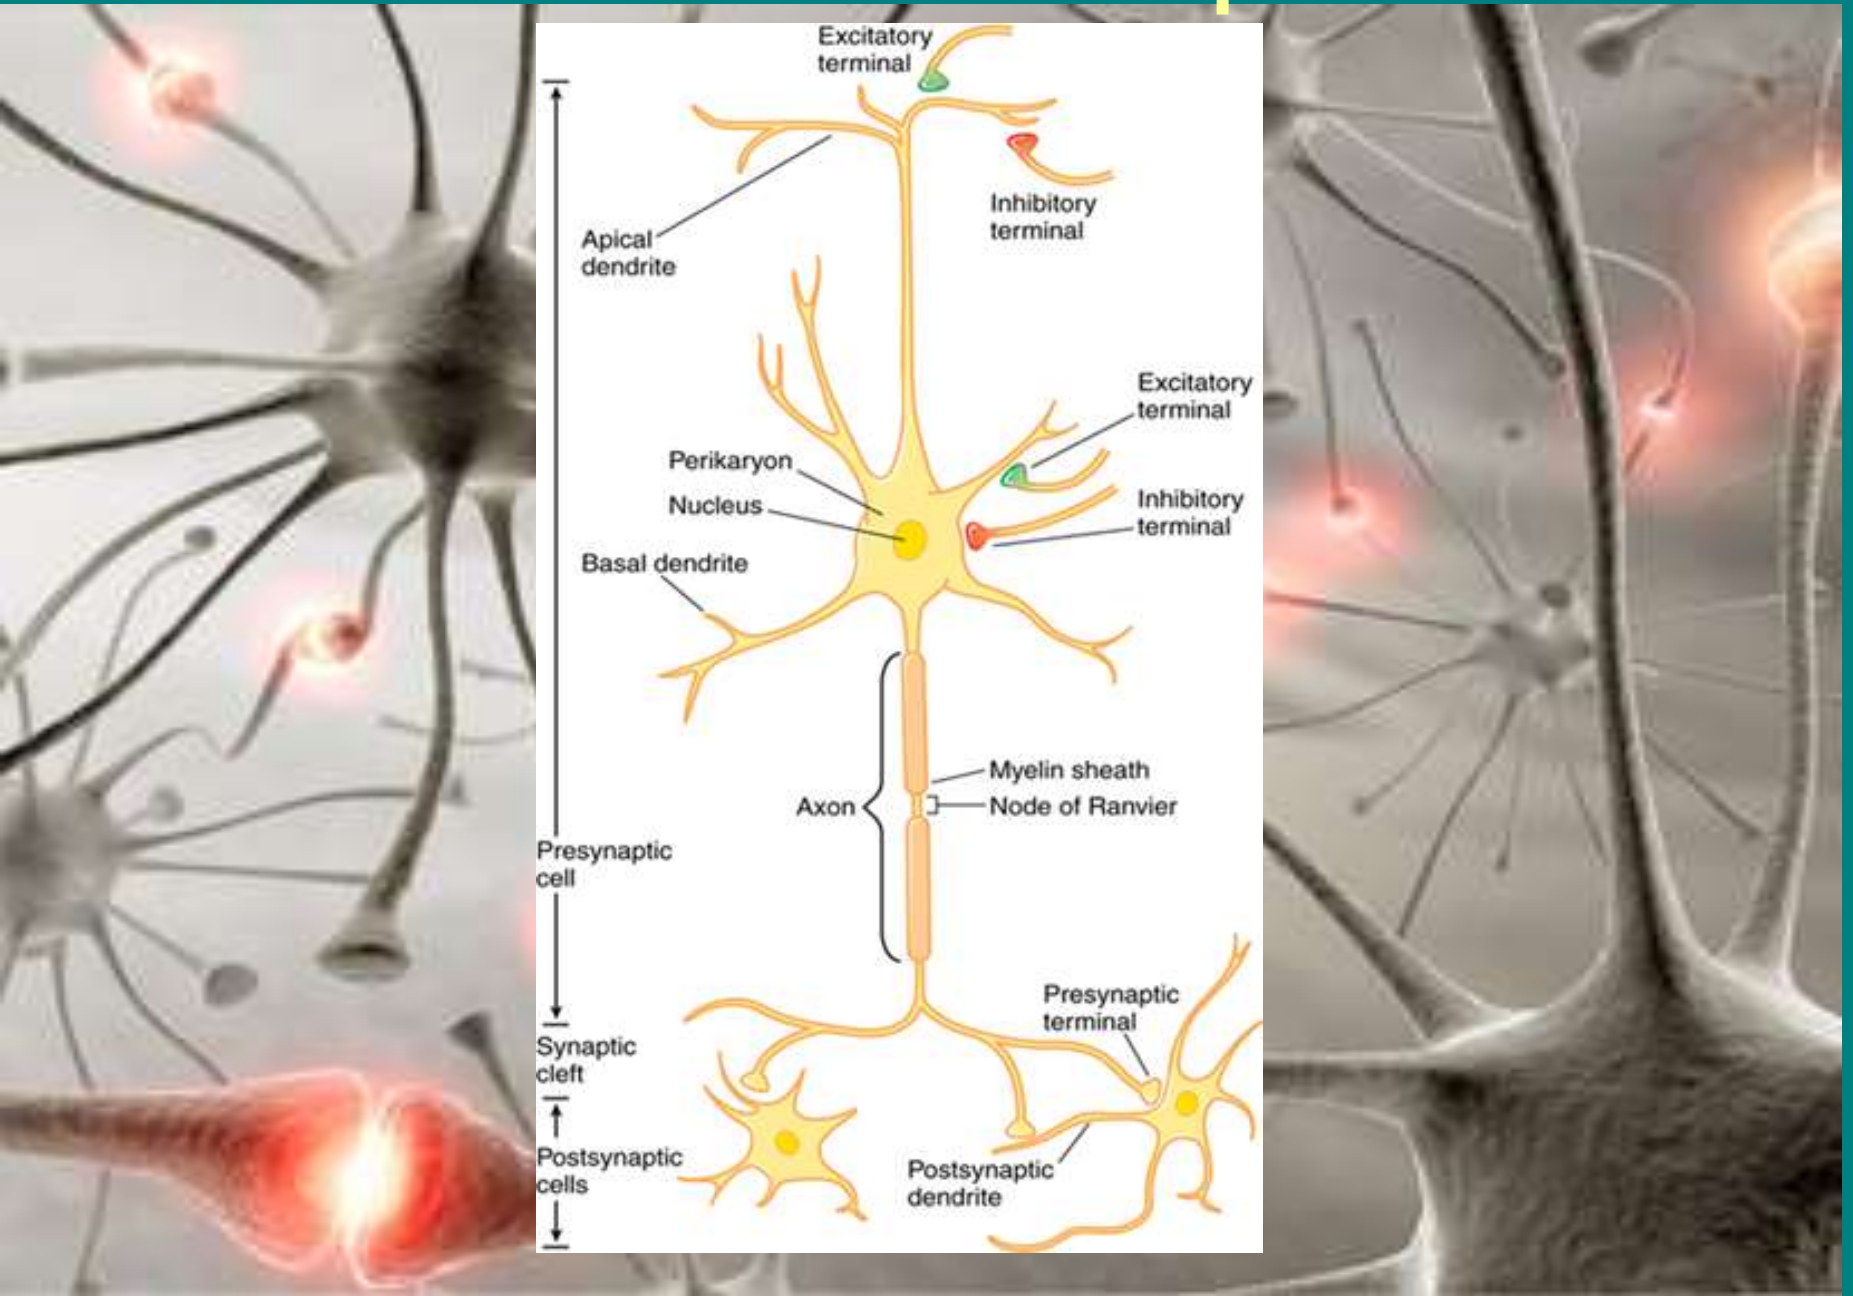 Excitatory
terminal
Inhibitory
terminal
Apical
dendrite
Excitatory
terminal
Perikaryon
Nucleus
Inhibitory
terminal
Basal dendrite
Myelin sheath
Axon
Node of Ranvier
Presynaptic
cell
Presynaptic
terminal
Synaptic
cleft
Postsynaptic
cells
Postsynaptic
dendrite